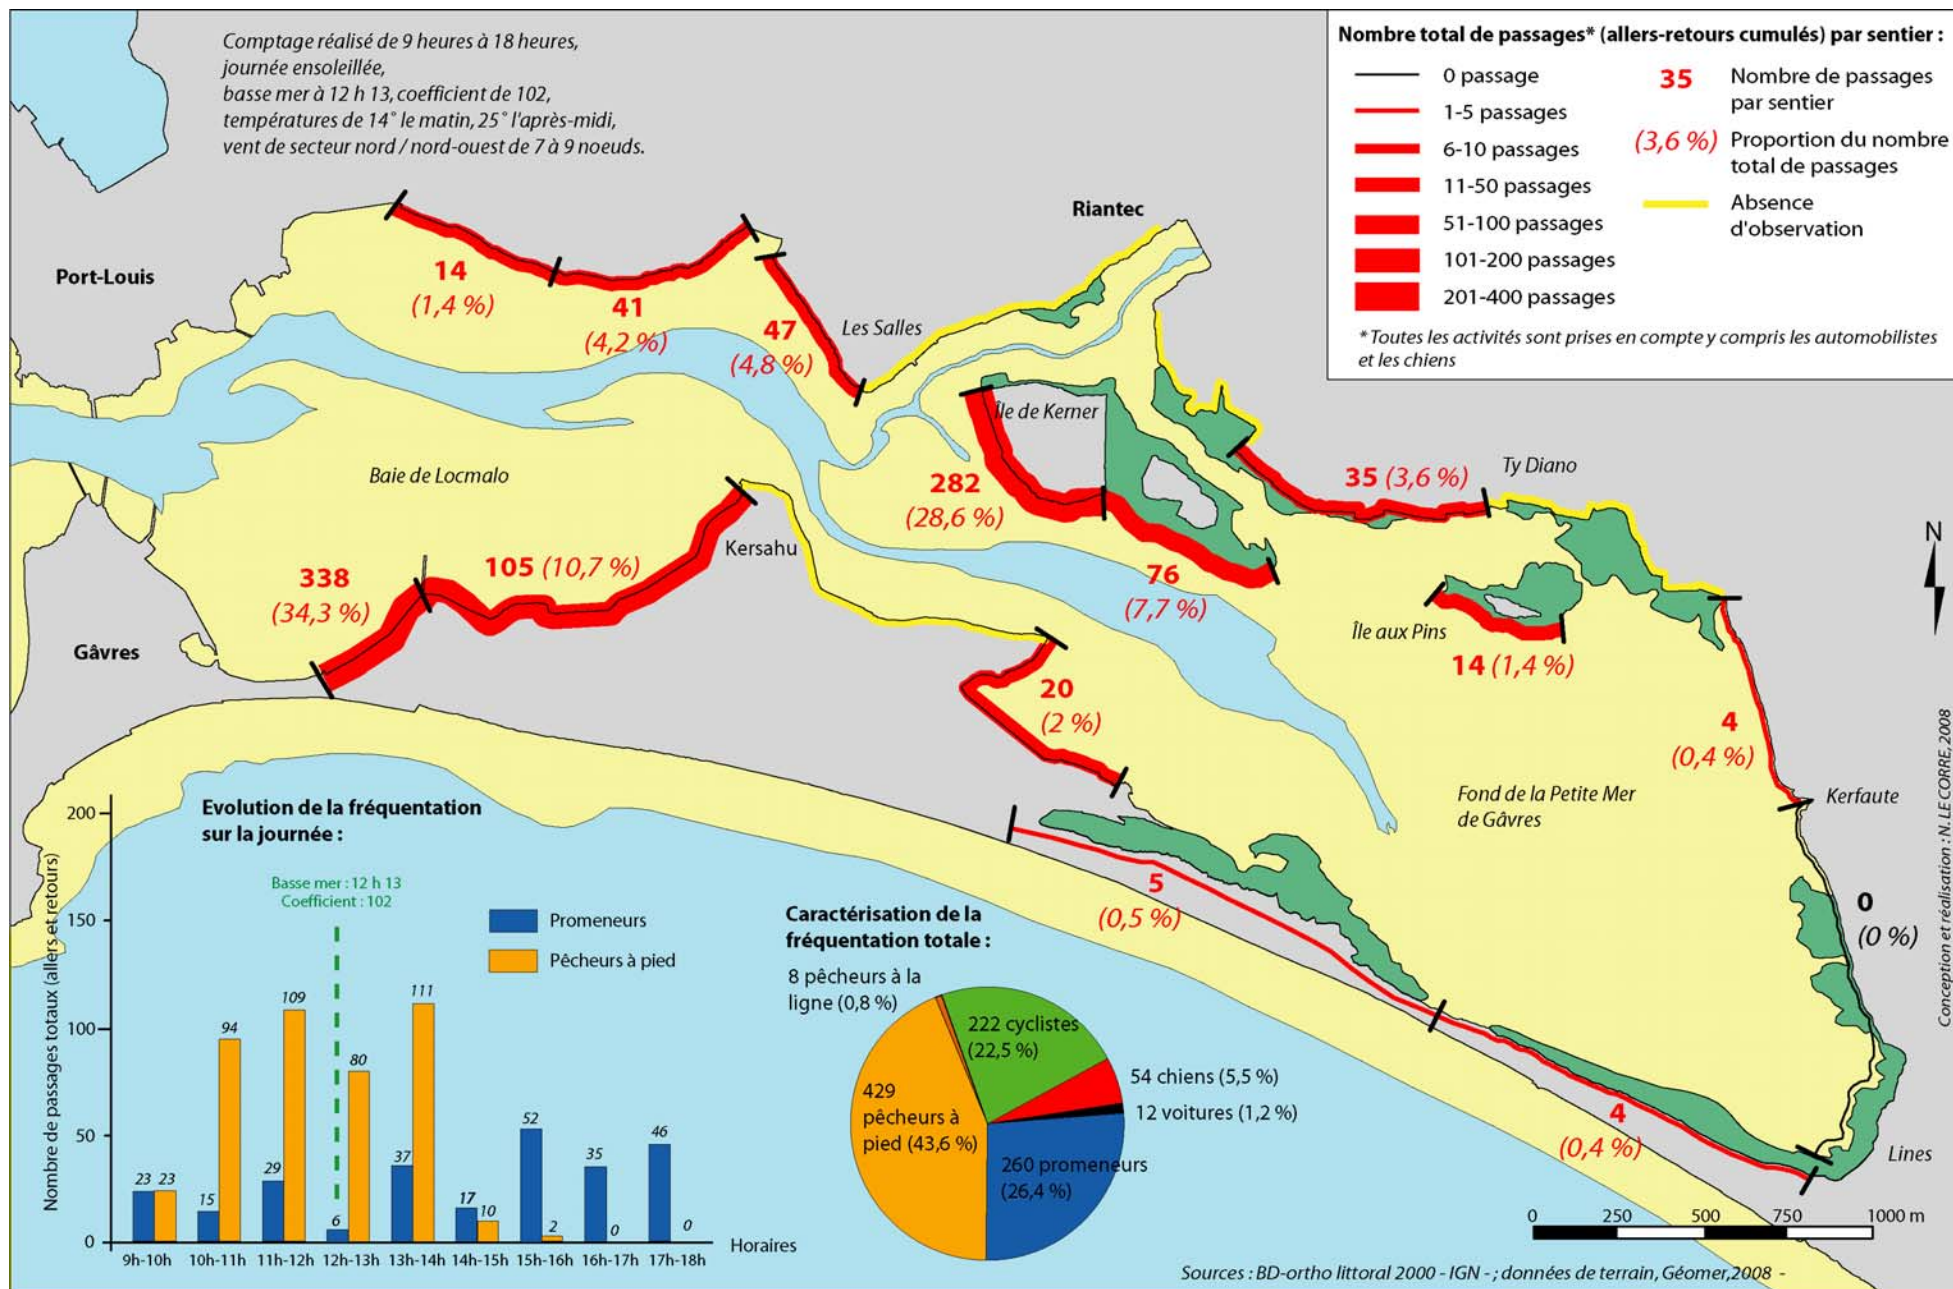 Comptage réalisé de 9 heures à 18 heures,
journée ensoleillée,
basse mer à 12 h 13, coefficient de 102,
températures de 14° le matin, 25° l'après-midi,
vent de secteur nord / nord-ouest de 7 à 9 noeuds.
Nombre total de passages* (allers-retours cumulés) par sentier :
0 passage
1-5 passages
6-10 passages
11-50 passages
51-100 passages
101-200 passages
201-400 passages
35 Nombre de passages
par sentier
(3,6 %) Proportion du nombre
total de passages
Absence
d'observation
* Toutes les activités sont prises en compte y compris les automobilistes
et les chiens
Riantec
Port-Louis
14
(1,4 %)
41
(4,2 %)
47
(4,8 %)
Les Salles
Île de Kerner
Baie de Locmalo
282
(28,6 %)
35 (3,6 %)
Ty Diano
N
Kersahu
338
(34,3 %)
105 (10,7 %)
76
(7,7 %)
Île aux Pins
14 (1,4 %)
Gâvres
20
(2 %)
4
(0,4 %)
Fond de la Petite Mer
de Gâvres
Kerfaute
5
(0,5 %)
0
(0 %)
4
(0,4 %)
Lines
Conception et réalisation : N. LE CORRE, 2008
Evolution de la fréquentation
sur la journée :
Basse mer : 12 h 13
Coefficient : 102
Promeneurs
Pêcheurs à pied
Nombre de passages totaux (allers et retours)
200
150
100
50
0
23 23
15 94
29 109
6 80
37 111
17 10
52 2
35 0
46 0
9h-10h 10h-11h 11h-12h 12h-13h 13h-14h 14h-15h 15h-16h 16h-17h 17h-18h
Horaires
Caractérisation de la
fréquentation totale :
8 pêcheurs à la
ligne (0,8 %)
222 cyclistes
(22,5 %)
54 chiens (5,5 %)
12 voitures (1,2 %)
429
pêcheurs à
pied (43,6 %)
260 promeneurs
(26,4 %)
0 250 500 750 1000 m
Sources : BD-ortho littoral 2000 - IGN - ; données de terrain, Géomer,2008 -